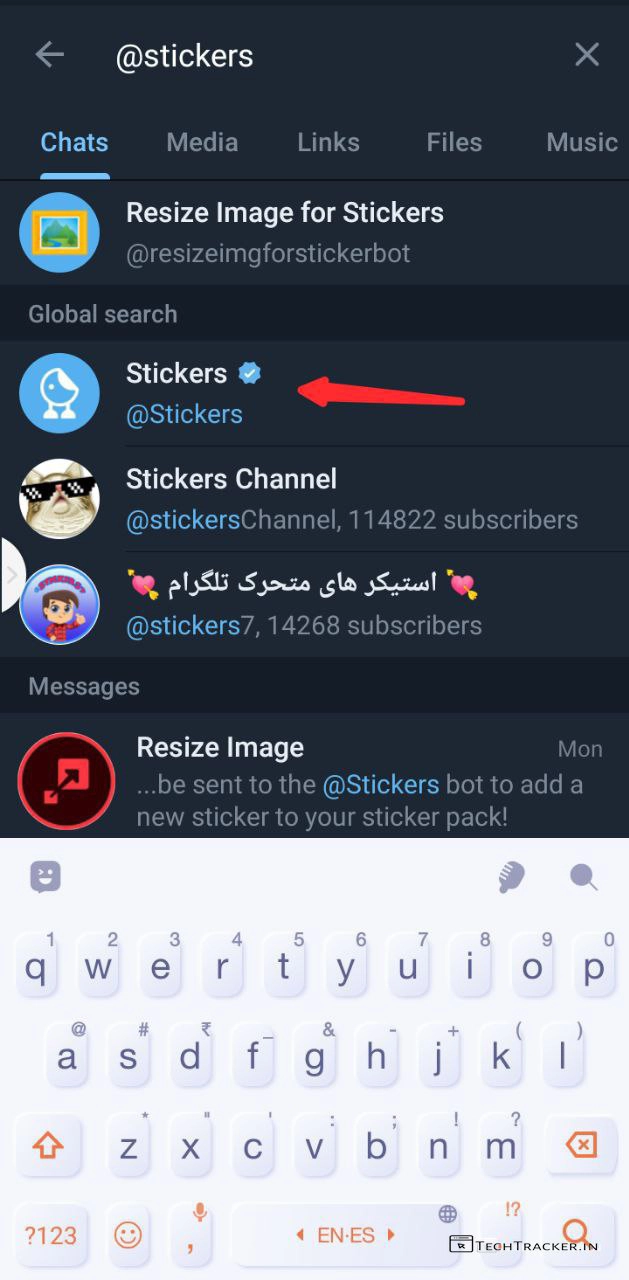 @stickers
Chats Media Links Files Music
Resize Image for Stickers
@resizeimgforstickerbot
Global search
Stickers
@Stickers
Stickers Channel
@stickersChannel, 114822 subscribers
💘 استیکر های متحرک تلگرام 💘
@stickers7, 14268 subscribers
Messages
Resize Image Mon
...be sent to the @Stickers bot to add a
new sticker to your sticker pack!
1 2 3 4 5 6 7 8 9 0
q w e r t y u i o p
@ # ₹ _ & - + ( )
a s d f g h j k l
* " ' : ; ! ?
z x c v b n m
!?
?123 , EN·ES
TECHTRACKER.IN